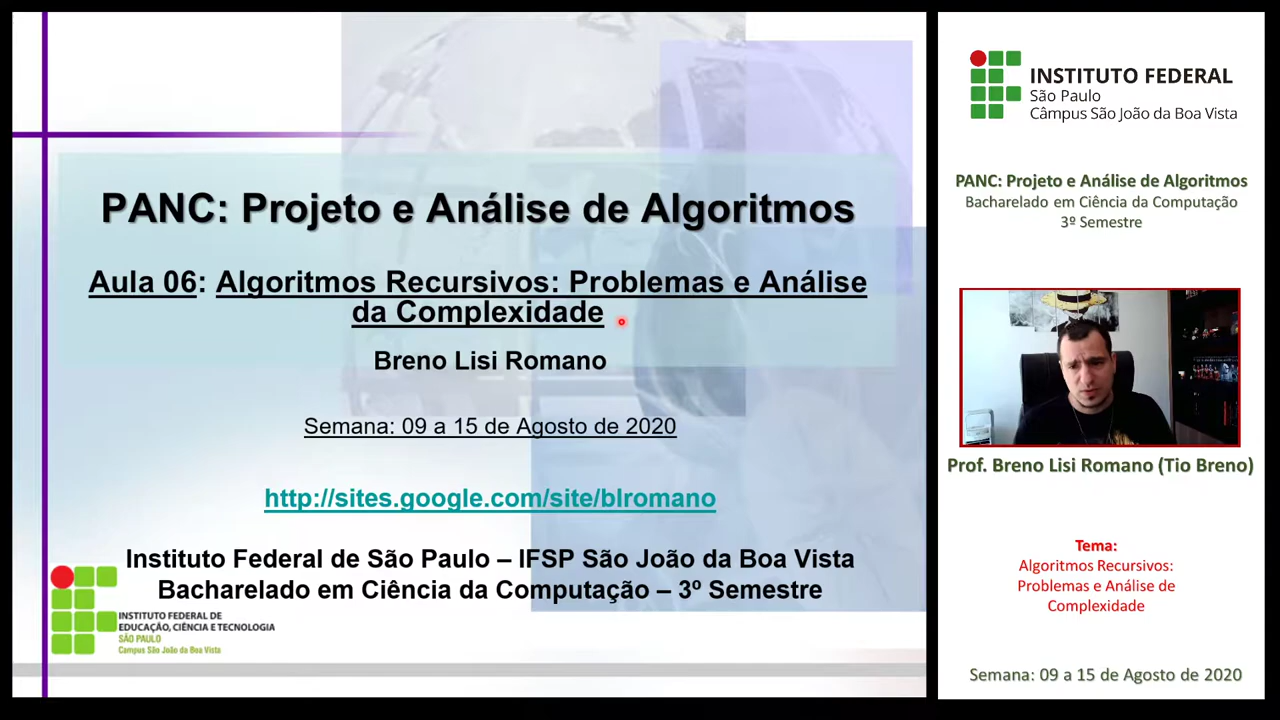 PANC: Projeto e Análise de Algoritmos
Aula 06: Algoritmos Recursivos: Problemas e Análise
da Complexidade
Breno Lisi Romano
Semana: 09 a 15 de Agosto de 2020
http://sites.google.com/site/blromano
Instituto Federal de São Paulo – IFSP São João da Boa Vista
Bacharelado em Ciência da Computação – 3º Semestre
INSTITUTO FEDERAL DE
EDUCAÇÃO, CIÊNCIA E TECNOLOGIA
SÃO PAULO
Campus São João da Boa Vista
INSTITUTO FEDERAL
São Paulo
Câmpus São João da Boa Vista
PANC: Projeto e Análise de Algoritmos
Bacharelado em Ciência da Computação
3º Semestre
Prof. Breno Lisi Romano (Tio Breno)
Tema:
Algoritmos Recursivos:
Problemas e Análise de
Complexidade
Semana: 09 a 15 de Agosto de 2020